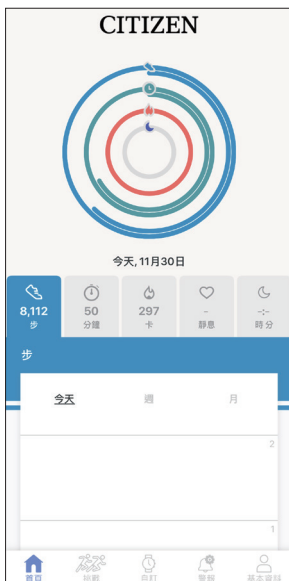 CITIZEN
今天, 11月30日
8,112 50 297 - -:-
步 分鐘 卡 靜息 時分
步
今天 週 月
2
1
首頁 挑戰 自訂 警報 基本資料